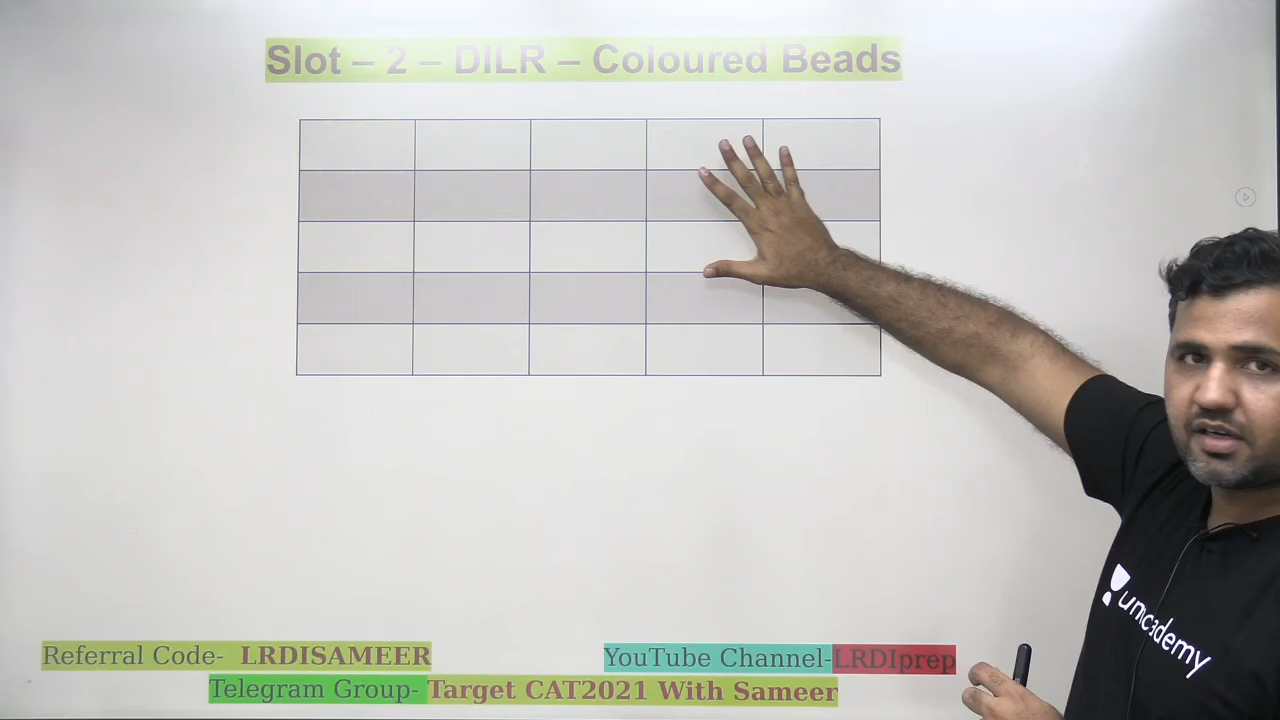 Slot – 2 – DILR – Coloured Beads
unacademy
Referral Code- LRDISAMEER
YouTube Channel-LRDIprep
Telegram Group- Target CAT2021 With Sameer